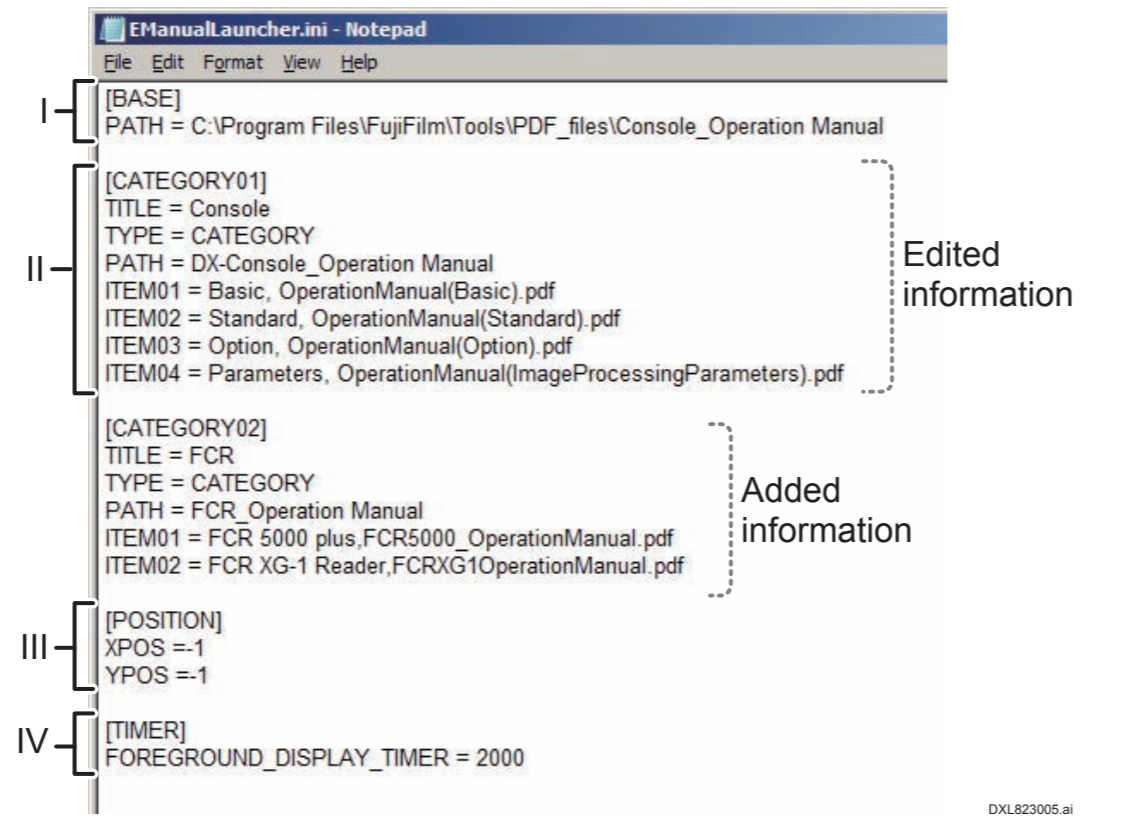 EManualLauncher.ini - Notepad
File Edit Format View Help
I
[BASE]
PATH = C:\Program Files\FujiFilm\Tools\PDF_files\Console_Operation Manual
II
[CATEGORY01]
TITLE = Console
TYPE = CATEGORY
PATH = DX-Console_Operation Manual
ITEM01 = Basic, OperationManual(Basic).pdf
ITEM02 = Standard, OperationManual(Standard).pdf
ITEM03 = Option, OperationManual(Option).pdf
ITEM04 = Parameters, OperationManual(ImageProcessingParameters).pdf
Edited
information
[CATEGORY02]
TITLE = FCR
TYPE = CATEGORY
PATH = FCR_Operation Manual
ITEM01 = FCR 5000 plus,FCR5000_OperationManual.pdf
ITEM02 = FCR XG-1 Reader,FCRXG1OperationManual.pdf
Added
information
III
[POSITION]
XPOS =-1
YPOS =-1
IV
[TIMER]
FOREGROUND_DISPLAY_TIMER = 2000
DXL823005.ai